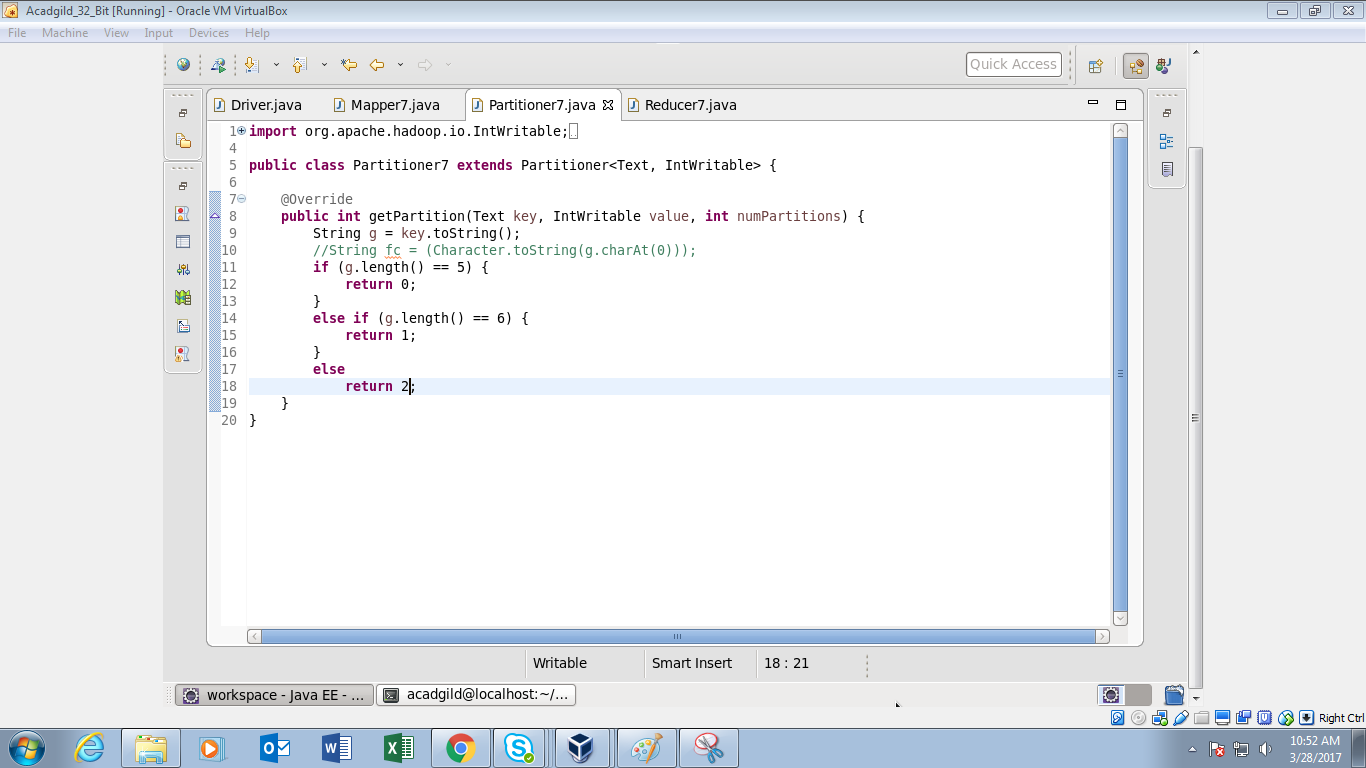 Acadgild_32_Bit [Running] - Oracle VM VirtualBox
File Machine View Input Devices Help
Quick Access
Driver.java Mapper7.java Partitioner7.java Reducer7.java
1 import org.apache.hadoop.io.IntWritable;
4
5 public class Partitioner7 extends Partitioner<Text, IntWritable> {
6
7     @Override
8     public int getPartition(Text key, IntWritable value, int numPartitions) {
9         String g = key.toString();
10         //String fc = (Character.toString(g.charAt(0)));
11         if (g.length() == 5) {
12             return 0;
13         }
14         else if (g.length() == 6) {
15             return 1;
16         }
17         else
18             return 2;
19     }
20 }
Writable Smart Insert 18 : 21
workspace - Java EE - ... acadgild@localhost:~/...
Right Ctrl
10:52 AM
3/28/2017